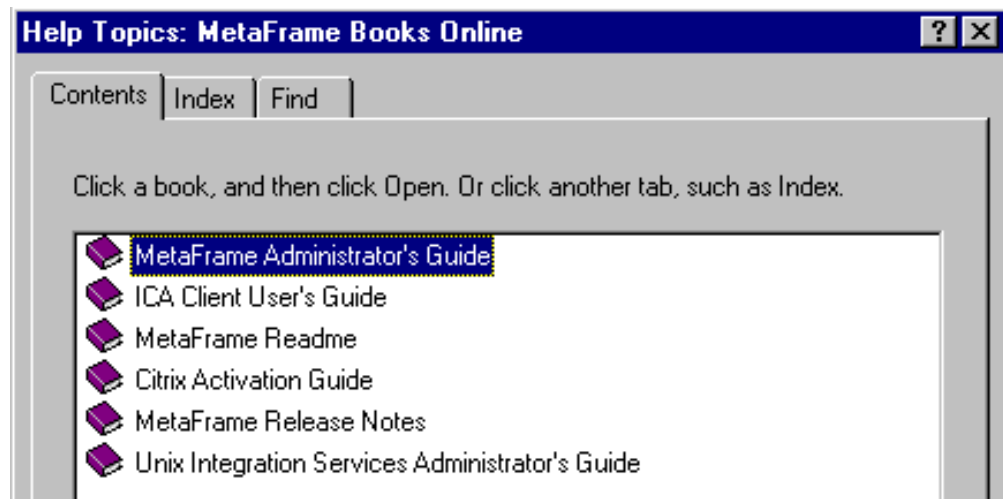 Help Topics: MetaFrame Books Online
Contents Index Find
Click a book, and then click Open. Or click another tab, such as Index.
MetaFrame Administrator's Guide
ICA Client User's Guide
MetaFrame Readme
Citrix Activation Guide
MetaFrame Release Notes
Unix Integration Services Administrator's Guide